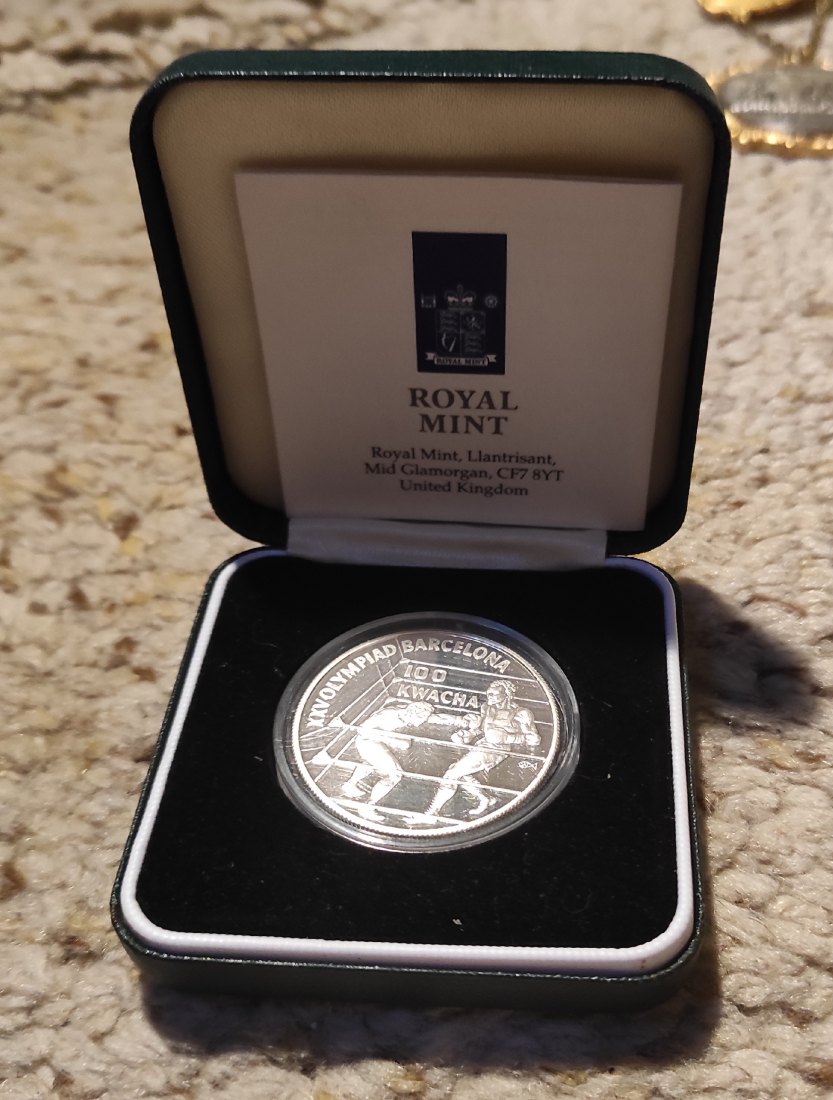 ROYAL MINT
ROYAL
MINT
Royal Mint, Llantrisant,
Mid Glamorgan, CF7 8YT
United Kingdom
XXV OLYMPIAD BARCELONA
100
KWACHA